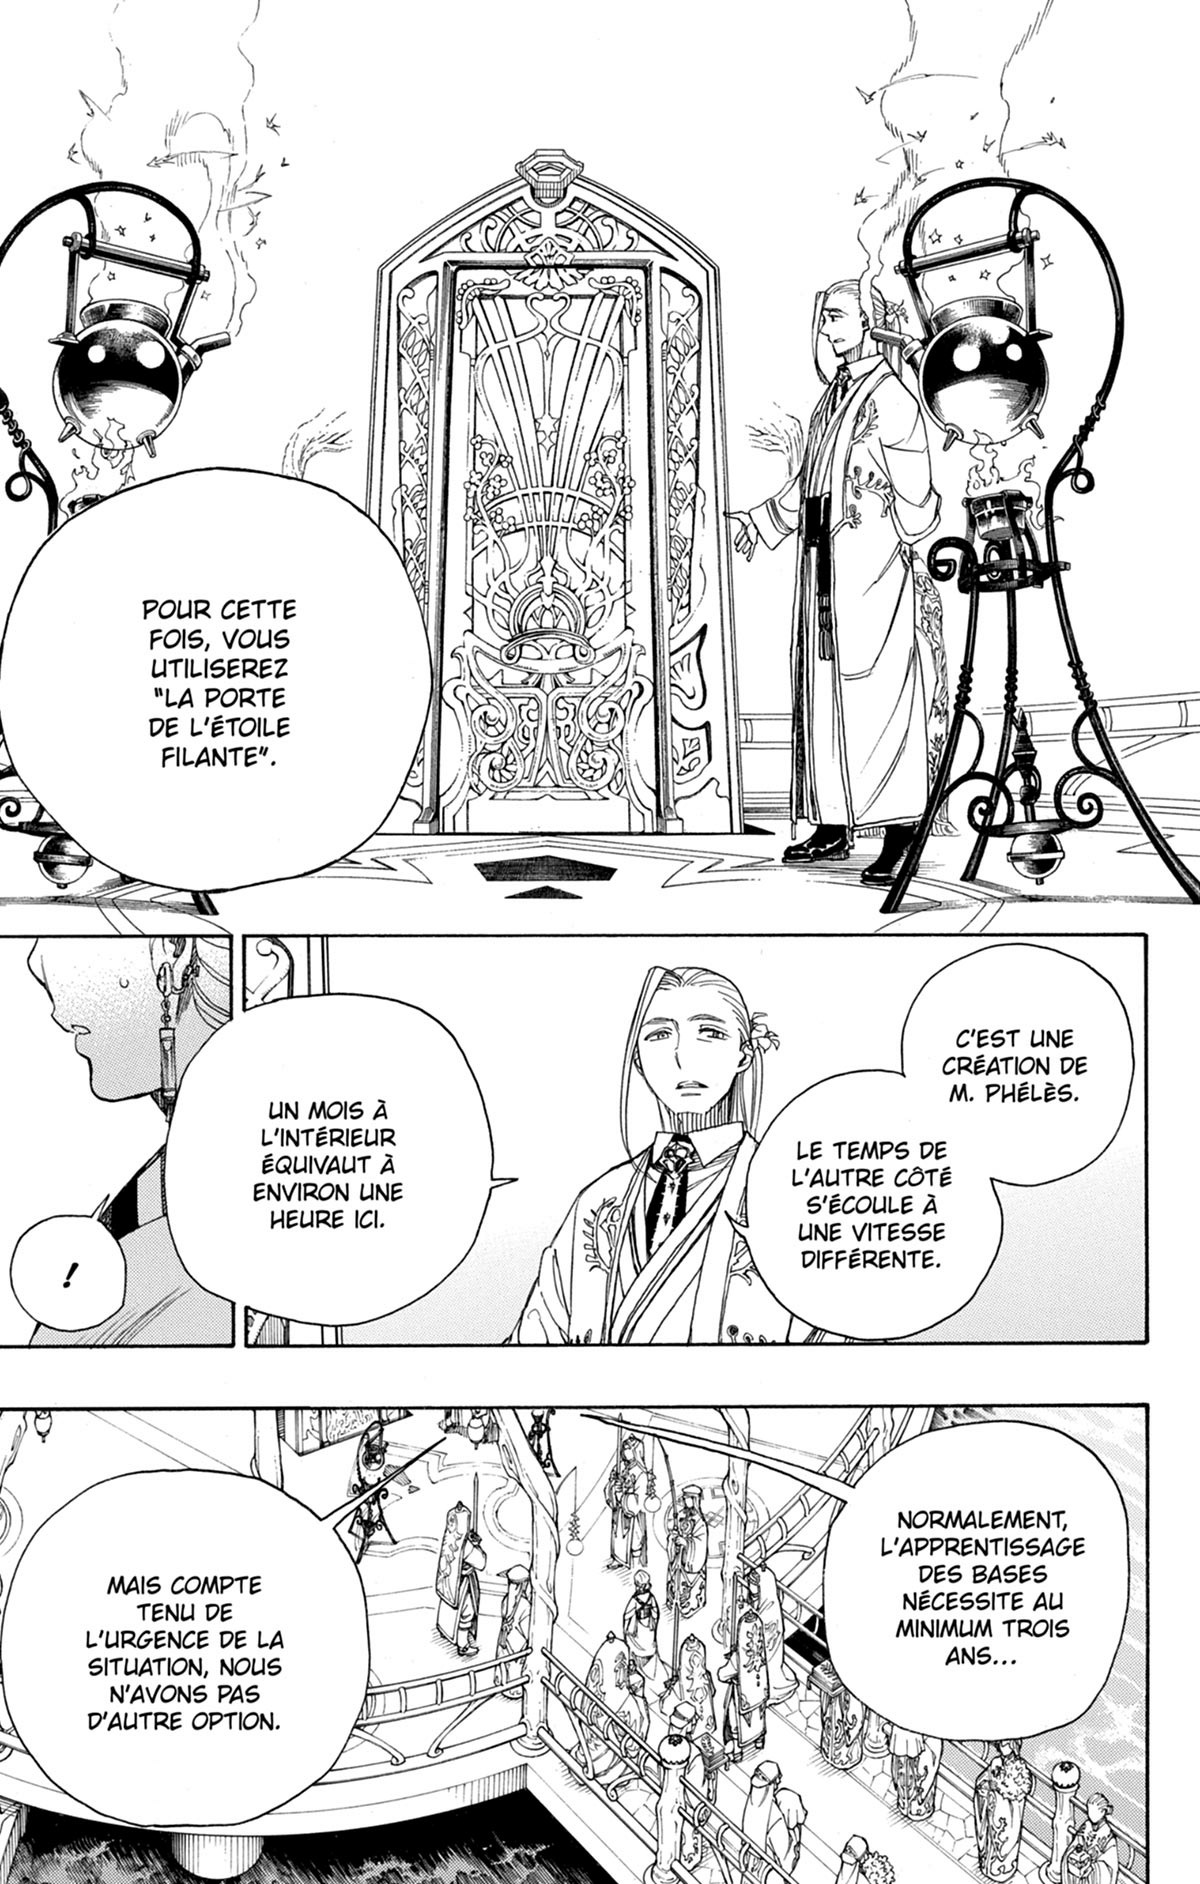 POUR CETTE
FOIS, VOUS
UTILISEREZ
"LA PORTE
DE L'ÉTOILE
FILANTE".
C'EST UNE
CRÉATION DE
M. PHÉLÈS.
LE TEMPS DE
L'AUTRE CÔTÉ
S'ÉCOULE À
UNE VITESSE
DIFFÉRENTE.
UN MOIS À
L'INTÉRIEUR
ÉQUIVAUT À
ENVIRON UNE
HEURE ICI.
!
NORMALEMENT,
L'APPRENTISSAGE
DES BASES
NÉCESSITE AU
MINIMUM TROIS
ANS...
MAIS COMPTE
TENU DE
L'URGENCE DE LA
SITUATION, NOUS
N'AVONS PAS
D'AUTRE OPTION.